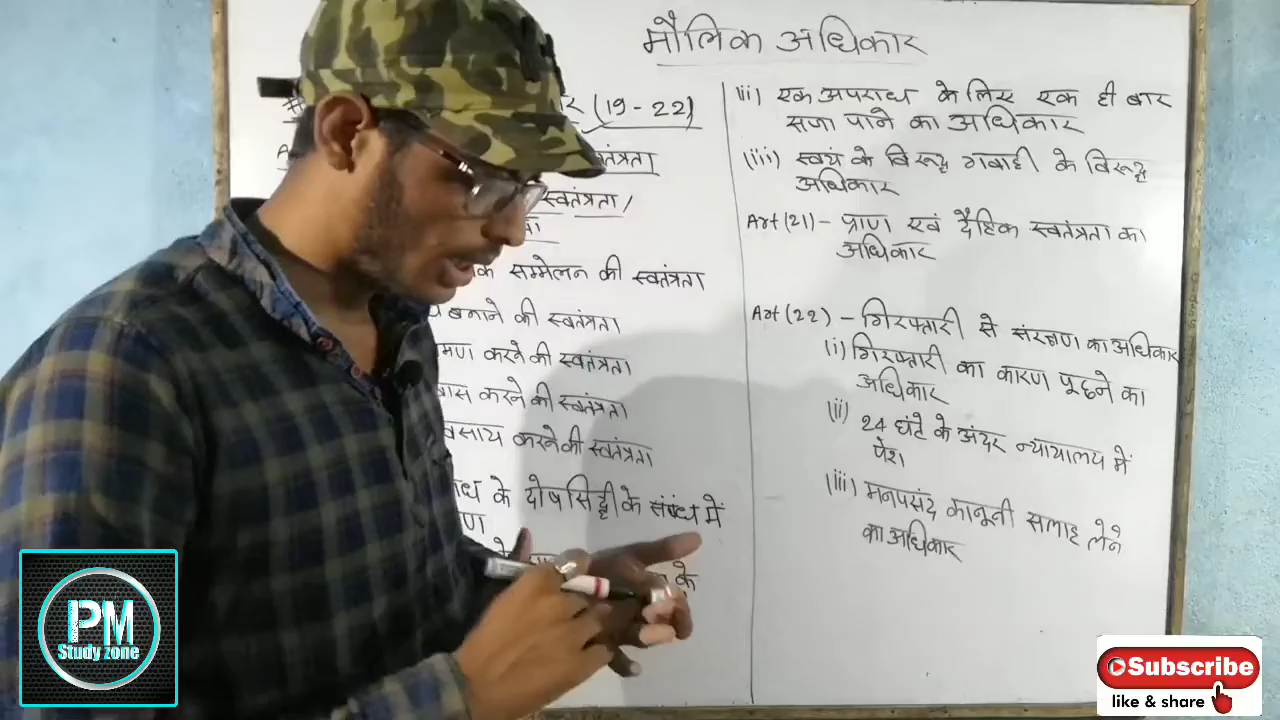 मौलिक अधिकार
(19-22)
स्वतंत्रता
स्वतंत्रता/
सम्मेलन की स्वतंत्रता
बनाने की स्वतंत्रता
करने की स्वतंत्रता
करने की स्वतंत्रता
करने की स्वतंत्रता
के दोषसिद्धी के संबंध में
के
ii) एक अपराध के लिए एक ही बार
सजा पाने का अधिकार
(iii) स्वयं के विरूद्ध गवाही के विरूद्ध
अधिकार
Art (21) - प्राण एवं दैहिक स्वतंत्रता का
अधिकार
Art (22) - गिरफ्तारी से संरक्षण का अधिकार
(i) गिरफ्तारी का कारण पूछने का
अधिकार
(ii) 24 घंटे के अंदर न्यायालय में
पेश
(iii) मनपसंद कानूनी सलाह लेने
का अधिकार
PM
Study zone
Subscribe
like & share